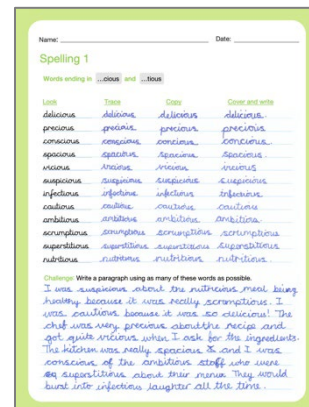 Name: Date:
Spelling 1
Words ending in ...cious and ...tious
Look Trace Copy Cover and write
delicious delicious delicious delicious.
precious precious precious precious
conscious conscious concious concious.
spacious spacious spacious spacious.
vicious vicious vicious vicious
suspicious suspicious suspicious suspicious
infectious infectious infectious infectious.
cautious cautious cautious cautious
ambitious ambitious ambitious ambitious
scrumptious scrumptious scrumptious scrumptious
superstitious superstitious superstitious superstitious
nutritious nutritious nutritious nutritious.
Challenge: Write a paragraph using as many of these words as possible.
I was suspicious about the nutricious meal being
healthy because it was really scrumptious. I
was cautious because it was so delicious! The
chef was very precious about the recipe and
got quite vicious when I ask for the ingredients.
The kitchen was really spacious and I was
conscious of the ambitious staff who were
superstitious about their menu. They would
burst into infectious laughter all the time.